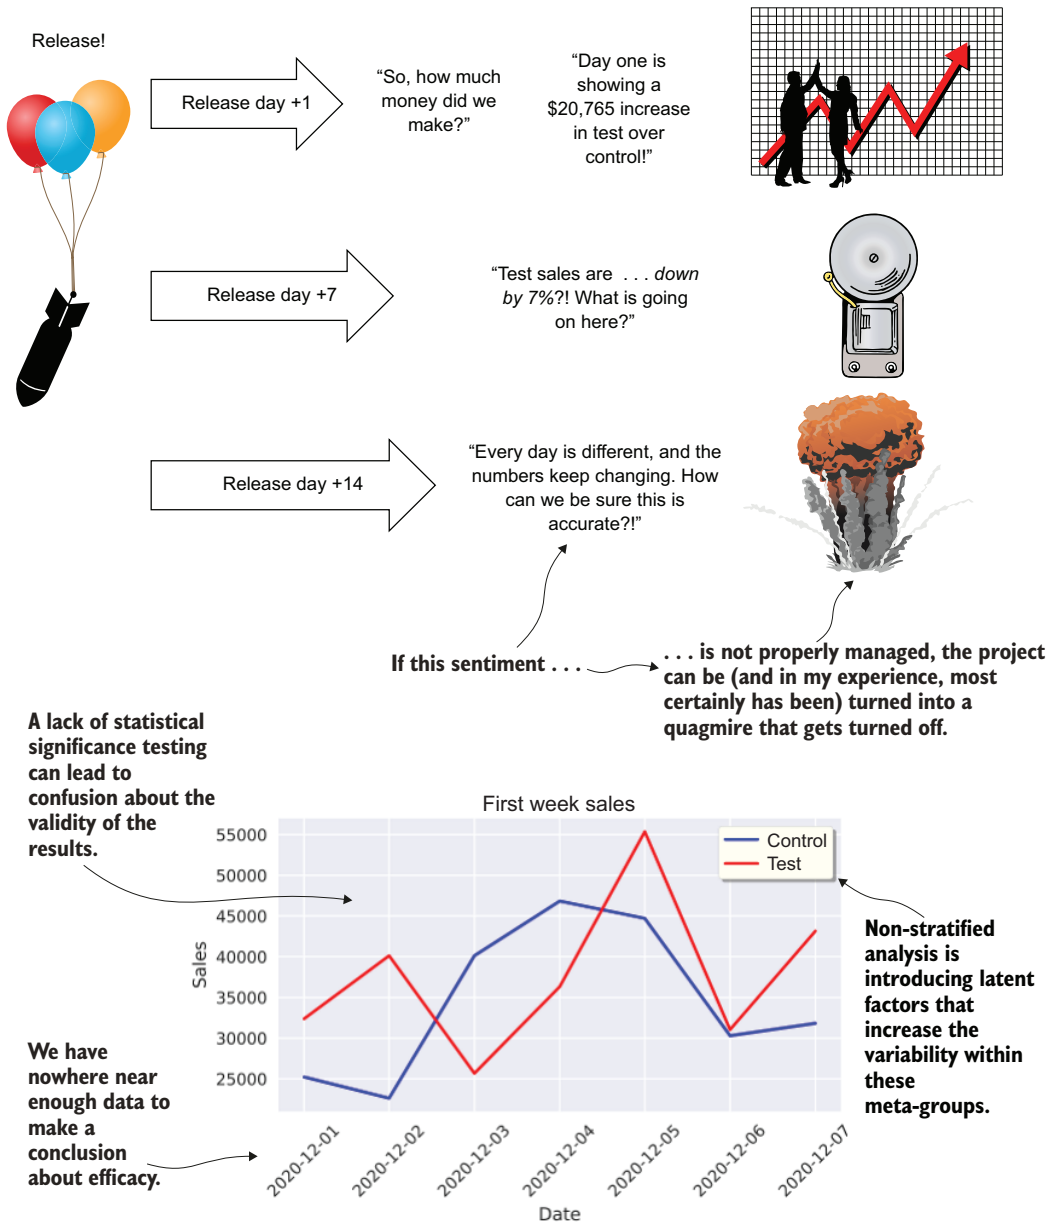 Release!
Release day +1
“So, how much
money did we
make?”
“Day one is
showing a
$20,765 increase
in test over
control!”
Release day +7
“Test sales are . . . down
by 7%?! What is going
on here?”
Release day +14
“Every day is different, and the
numbers keep changing. How
can we be sure this is
accurate?!”
If this sentiment . . .
. . . is not properly managed, the project
can be (and in my experience, most
certainly has been) turned into a
quagmire that gets turned off.
A lack of statistical
significance testing
can lead to
confusion about the
validity of the
results.
First week sales
55000
50000
45000
40000
35000
30000
25000
Sales
Control
Test
Non-stratified
analysis is
introducing latent
factors that
increase the
variability within
these
meta-groups.
We have
nowhere near
enough data to
make a
conclusion
about efficacy.
2020-12-01
2020-12-02
2020-12-03
2020-12-04
2020-12-05
2020-12-06
2020-12-07
Date